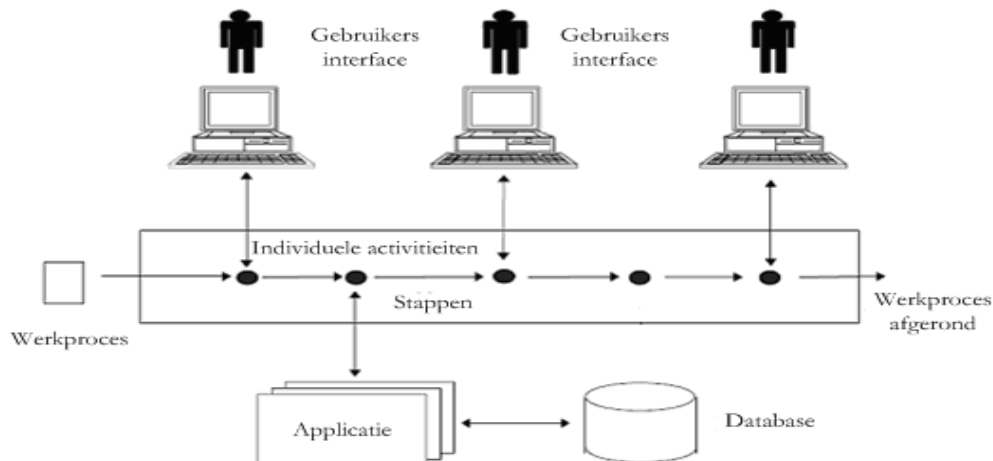 Gebruikers
interface
Gebruikers
interface
Individuele activitieiten
Stappen
Werkproces
Werkproces
afgerond
Applicatie
Database